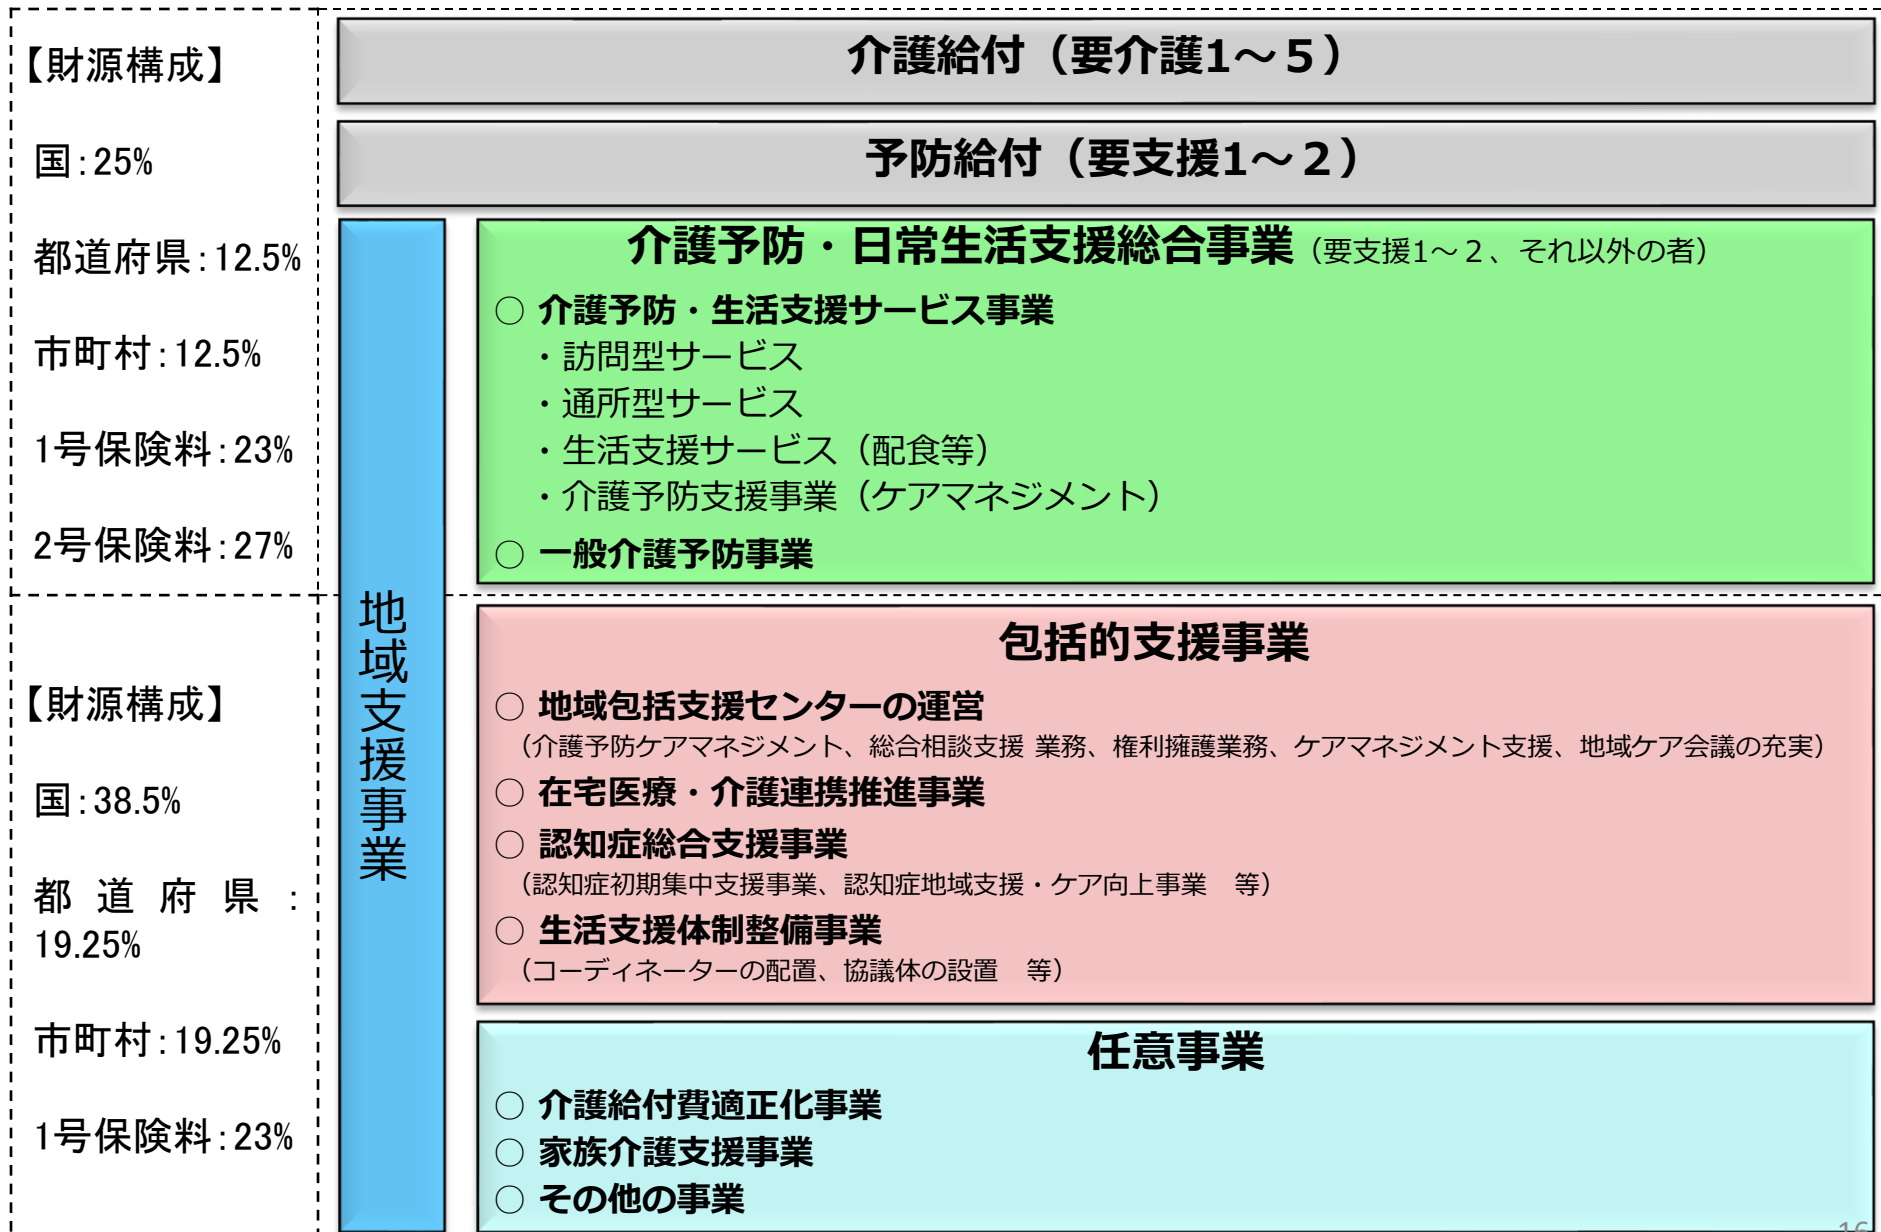 【財源構成】
国:25%
都道府県:12.5%
市町村:12.5%
1号保険料:23%
2号保険料:27%
【財源構成】
国:38.5%
都道府県:
19.25%
市町村:19.25%
1号保険料:23%
介護給付（要介護1～５）
予防給付（要支援1～２）
地域支援事業
介護予防・日常生活支援総合事業（要支援1～２、それ以外の者）
○ 介護予防・生活支援サービス事業
・訪問型サービス
・通所型サービス
・生活支援サービス（配食等）
・介護予防支援事業（ケアマネジメント）
○ 一般介護予防事業
包括的支援事業
○ 地域包括支援センターの運営
（介護予防ケアマネジメント、総合相談支援 業務、権利擁護業務、ケアマネジメント支援、地域ケア会議の充実）
○ 在宅医療・介護連携推進事業
○ 認知症総合支援事業
（認知症初期集中支援事業、認知症地域支援・ケア向上事業　等）
○ 生活支援体制整備事業
（コーディネーターの配置、協議体の設置　等）
任意事業
○ 介護給付費適正化事業
○ 家族介護支援事業
○ その他の事業
16